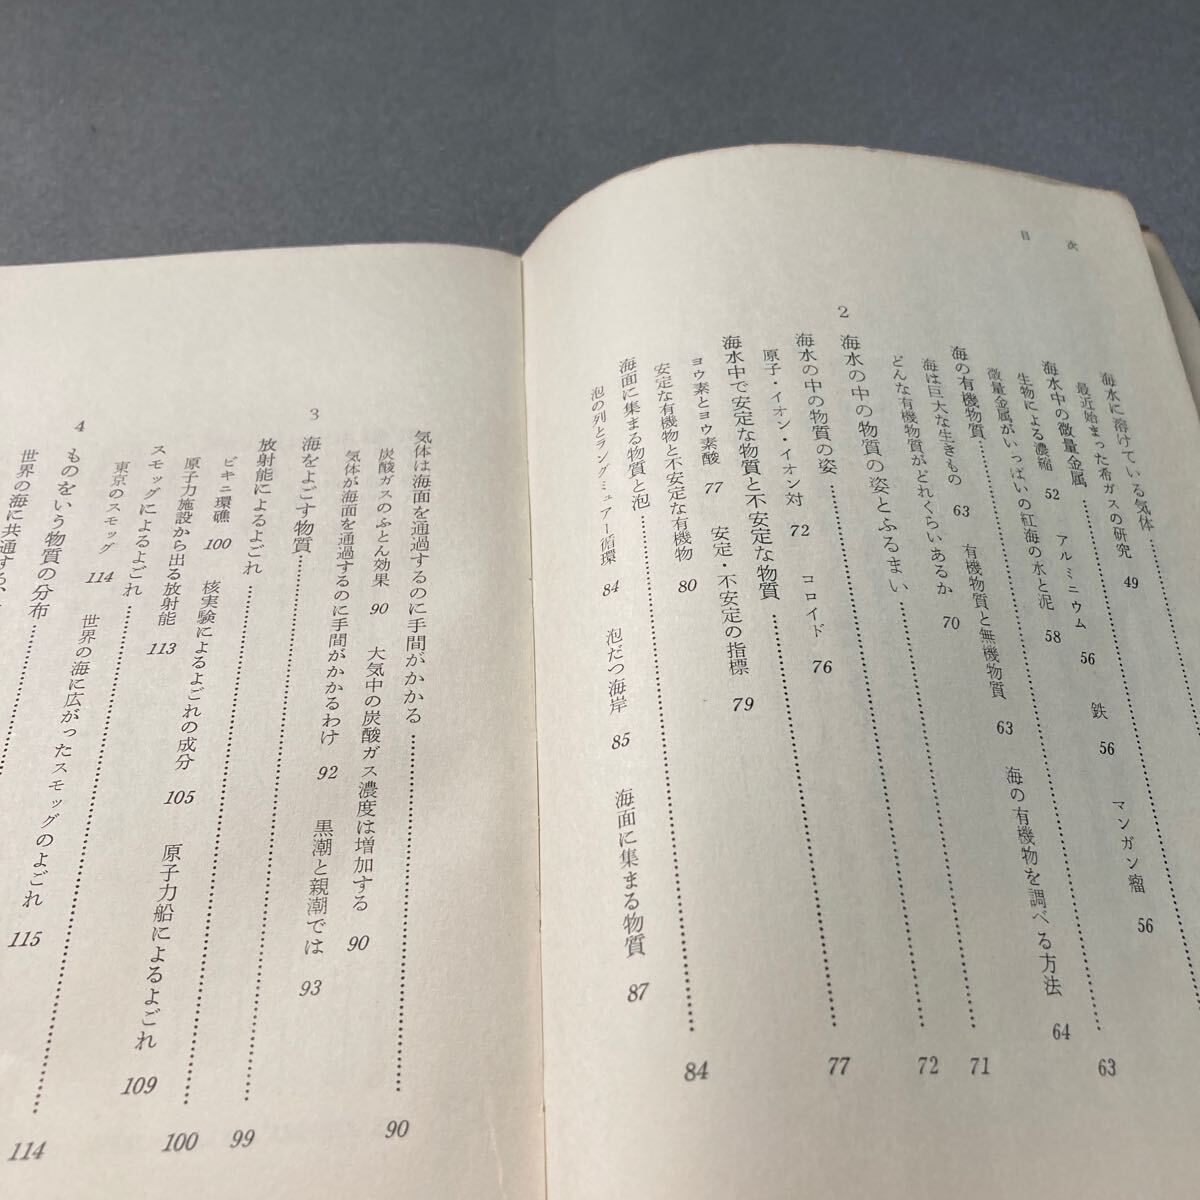 目次
海水に溶けている気体
最近始まった希ガスの研究 49
海水中の微量金属 63
生物による濃縮 52 アルミニウム 56 鉄 56 マンガン瘤 56
微量金属がいっぱいの紅海の水と泥 58
海の有機物質 63
海は巨大な生きもの 63 有機物質と無機物質 63 海の有機物を調べる方法 64
どんな有機物質がどれくらいあるか 70
2 海水の中の物質の姿とふるまい 71
海水の中の物質の姿 72
原子・イオン・イオン対 72 コロイド 76
海水中で安定な物質と不安定な物質 77
ヨウ素とヨウ素酸 77 安定・不安定の指標 79
安定な有機物と不安定な有機物 80
海面に集まる物質と泡 84
泡の列とラングミュアー循環 84 泡だつ海岸 85 海面に集まる物質 87
気体は海面を通過するのに手間がかかる 90
炭酸ガスのふとん効果 90 大気中の炭酸ガス濃度は増加する 90
気体が海面を通過するのに手間がかかるわけ 92 黒潮と親潮では 93
3 海をよごす物質 99
放射能によるよごれ 100
ビキニ環礁 100 核実験によるよごれの成分 105 原子力船によるよごれ 109
原子力施設から出る放射能 113
スモッグによるよごれ 114
東京のスモッグ 114 世界の海に広がったスモッグのよごれ 115
4 ものをいう物質の分布
世界の海に共通する